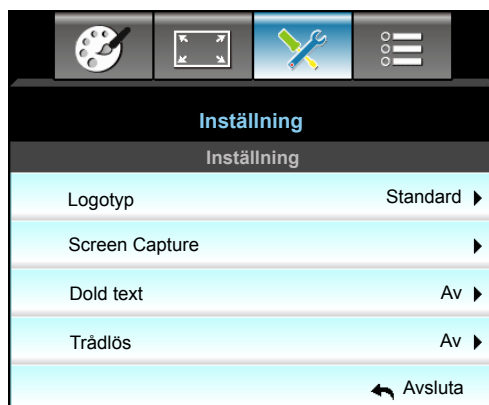 Inställning
Inställning
Logotyp Standard
Screen Capture
Dold text Av
Trådlös Av
Avsluta